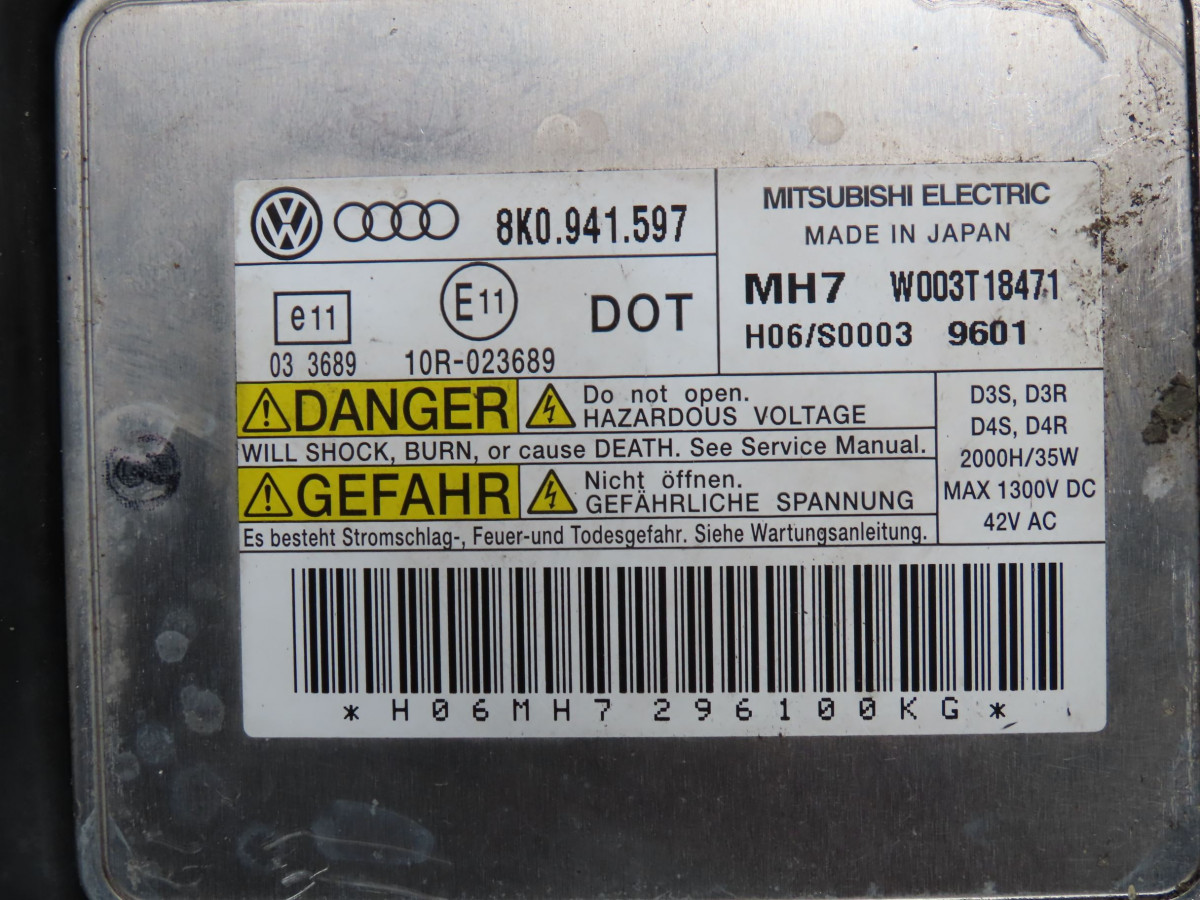 8K0.941.597
MITSUBISHI ELECTRIC
MADE IN JAPAN
MH7 W003T18471
H06/S0003 9601
e11
E11
DOT
03 3689 10R-023689
DANGER
Do not open.
HAZARDOUS VOLTAGE
WILL SHOCK, BURN, or cause DEATH. See Service Manual.
GEFAHR
Nicht öffnen.
GEFÄHRLICHE SPANNUNG
Es besteht Stromschlag-, Feuer-und Todesgefahr. Siehe Wartungsanleitung.
D3S, D3R
D4S, D4R
2000H/35W
MAX 1300V DC
42V AC
*H06MH7296100KG*